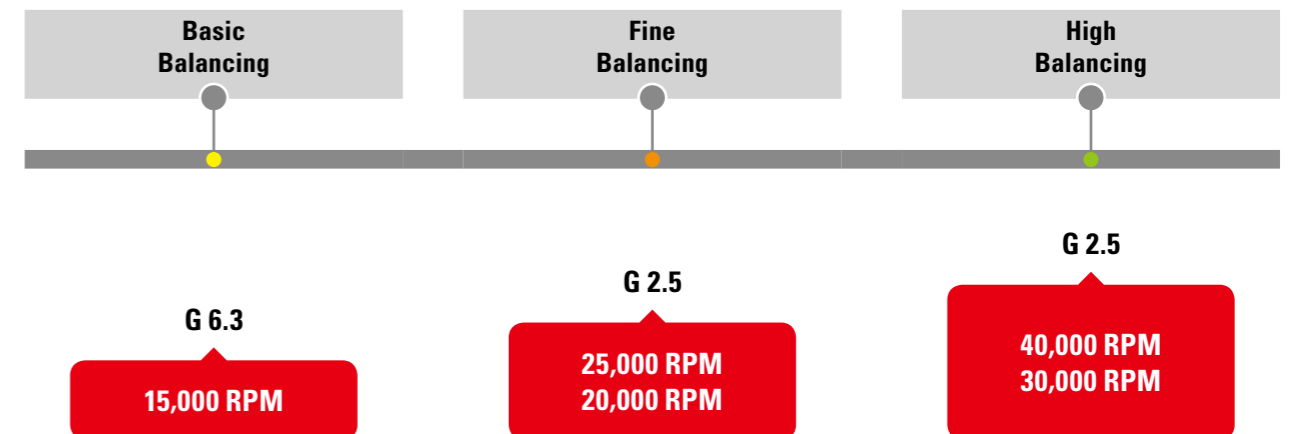 Basic
Balancing
Fine
Balancing
High
Balancing
G 6.3
15,000 RPM
G 2.5
25,000 RPM
20,000 RPM
G 2.5
40,000 RPM
30,000 RPM